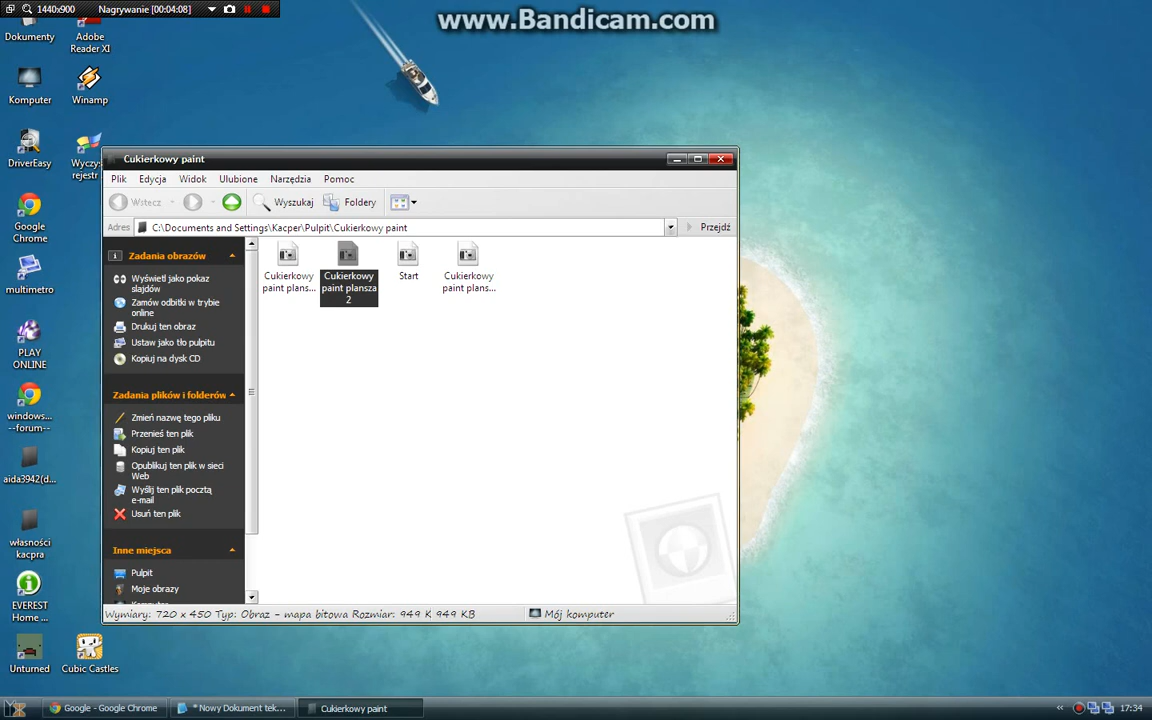 1440x900
Nagrywanie [00:04:08]
www.Bandicam.com
Dokumenty
Adobe
Reader XI
Komputer
Winamp
DriverEasy
Wyczy
rejestr
Google
Chrome
multimetro
PLAY
ONLINE
windows...
--forum--
aida3942(d...
własności
kacpra
EVEREST
Home ...
Unturned
Cubic Castles
Cukierkowy paint
Plik Edycja Widok Ulubione Narzędzia Pomoc
Wstecz Wyszukaj Foldery
Adres C:\Documents and Settings\Kacper\Pulpit\Cukierkowy paint Przejdź
Zadania obrazów
Wyświetl jako pokaz
slajdów
Zamów odbitki w trybie
online
Drukuj ten obraz
Ustaw jako tło pulpitu
Kopiuj na dysk CD
Zadania plików i folderów
Zmień nazwę tego pliku
Przenieś ten plik
Kopiuj ten plik
Opublikuj ten plik w sieci
Web
Wyślij ten plik pocztą
e-mail
Usuń ten plik
Inne miejsca
Pulpit
Moje obrazy
Cukierkowy
paint plans...
Cukierkowy
paint plansza
2
Start
Cukierkowy
paint plans...
Wymiary: 720 x 450 Typ: Obraz - mapa bitowa Rozmiar: 949 K 949 KB Mój komputer
Google - Google Chrome * Nowy Dokument tek... Cukierkowy paint « 17:34